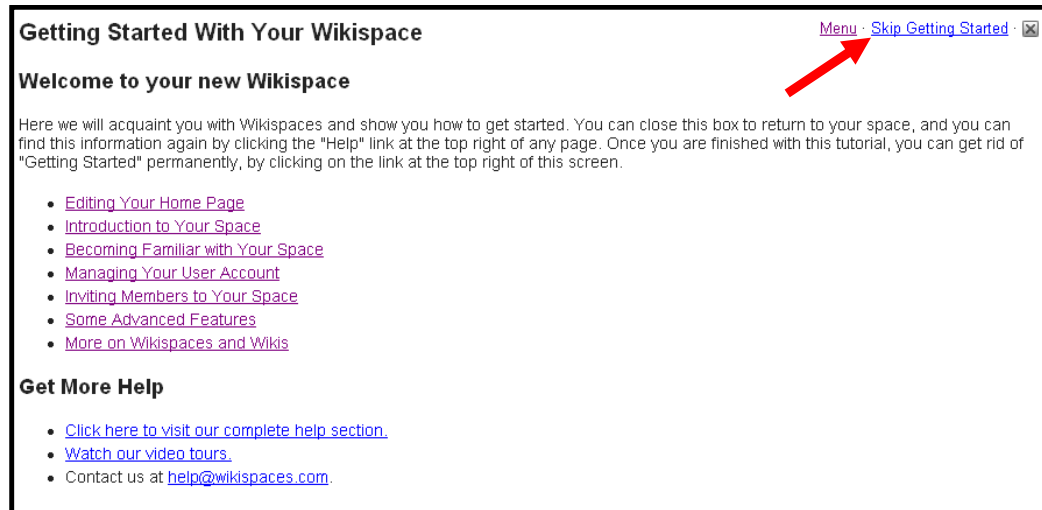 Getting Started With Your Wikispace
Menu · Skip Getting Started ·
Welcome to your new Wikispace
Here we will acquaint you with Wikispaces and show you how to get started. You can close this box to return to your space, and you can
find this information again by clicking the "Help" link at the top right of any page. Once you are finished with this tutorial, you can get rid of
"Getting Started" permanently, by clicking on the link at the top right of this screen.
• Editing Your Home Page
• Introduction to Your Space
• Becoming Familiar with Your Space
• Managing Your User Account
• Inviting Members to Your Space
• Some Advanced Features
• More on Wikispaces and Wikis
Get More Help
• Click here to visit our complete help section.
• Watch our video tours.
• Contact us at help@wikispaces.com.